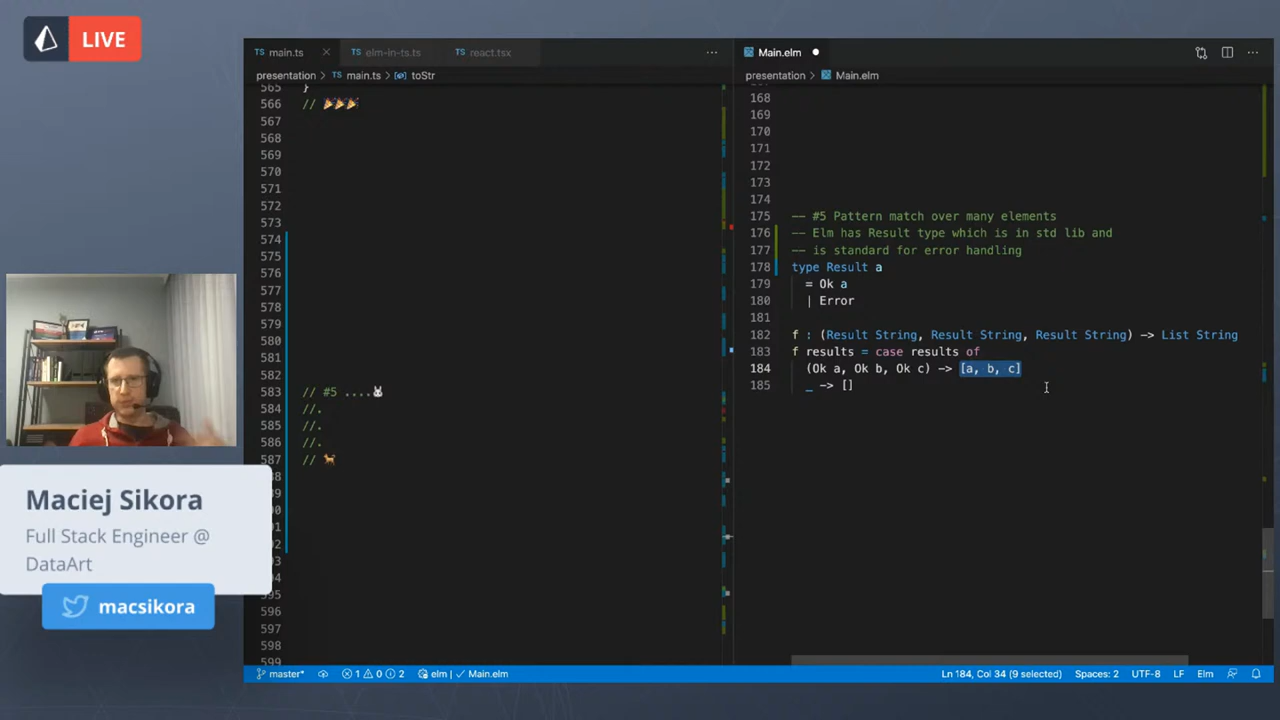 LIVE
main.ts
elm-in-ts.ts
react.tsx
Main.elm
presentation > main.ts > toStr
presentation > Main.elm
565 }
566 // 🎉🎉🎉
567
568
569
570
571
572
573
574
575
576
577
578
579
580
581
582
583 // #5 ....🐰
584 //.
585 //.
586 //.
587 // 🐕
596
597
598
599
168
169
170
171
172
173
174
175 -- #5 Pattern match over many elements
176 -- Elm has Result type which is in std lib and
177 -- is standard for error handling
178 type Result a
179 = Ok a
180 | Error
181
182 f : (Result String, Result String, Result String) -> List String
183 f results = case results of
184 (Ok a, Ok b, Ok c) -> [a, b, c]
185 _ -> []
Maciej Sikora
Full Stack Engineer @
DataArt
macsikora
master* 1 0 2 elm | ✓ Main.elm
Ln 184, Col 34 (9 selected) Spaces: 2 UTF-8 LF Elm